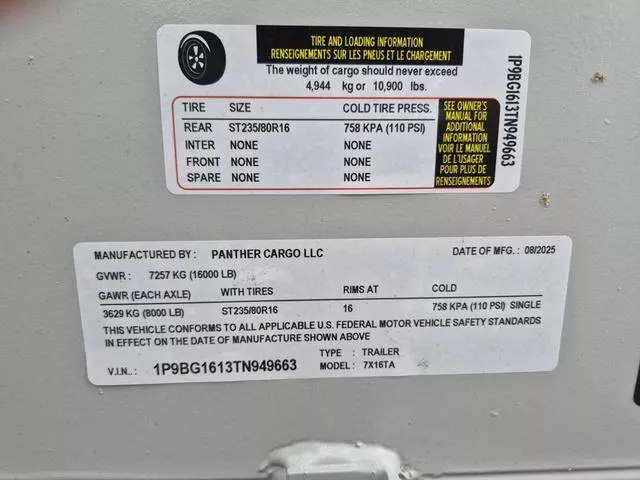 TIRE AND LOADING INFORMATION
RENSEIGNEMENTS SUR LES PNEUS ET LE CHARGEMENT
The weight of cargo should never exceed
4,944 kg or 10,900 lbs.
TIRE SIZE COLD TIRE PRESS.
REAR ST235/80R16 758 KPA (110 PSI)
INTER NONE NONE
FRONT NONE NONE
SPARE NONE NONE
SEE OWNER'S
MANUAL FOR
ADDITIONAL
INFORMATION
VOIR LE MANUEL
DE L'USAGER
POUR PLUS DE
RENSEIGNEMENTS
1P9BG1613TN949663
MANUFACTURED BY: PANTHER CARGO LLC DATE OF MFG.: 08/2025
GVWR: 7257 KG (16000 LB)
GAWR (EACH AXLE) WITH TIRES RIMS AT COLD
3629 KG (8000 LB) ST235/80R16 16 758 KPA (110 PSI) SINGLE
THIS VEHICLE CONFORMS TO ALL APPLICABLE U.S. FEDERAL MOTOR VEHICLE SAFETY STANDARDS
IN EFFECT ON THE DATE OF MANUFACTURE SHOWN ABOVE
V.I.N..: 1P9BG1613TN949663 TYPE: TRAILER
MODEL: 7X16TA